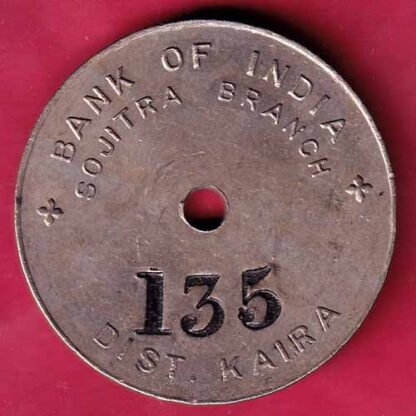 BANK OF INDIA
SOJITRA BRANCH
135
DIST. KAIRA